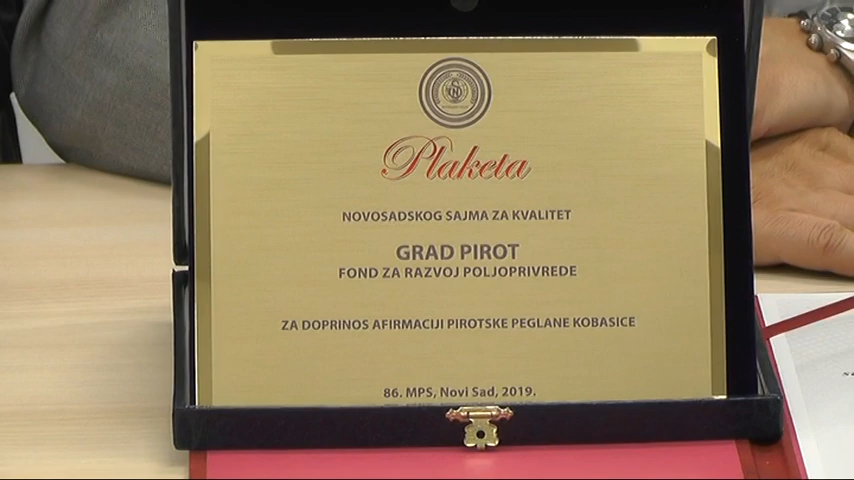 Plaketa
NOVOSADSKOG SAJMA ZA KVALITET
GRAD PIROT
FOND ZA RAZVOJ POLJOPRIVREDE
ZA DOPRINOS AFIRMACIJI PIROTSKE PEGLANE KOBASICE
86. MPS, Novi Sad, 2019.